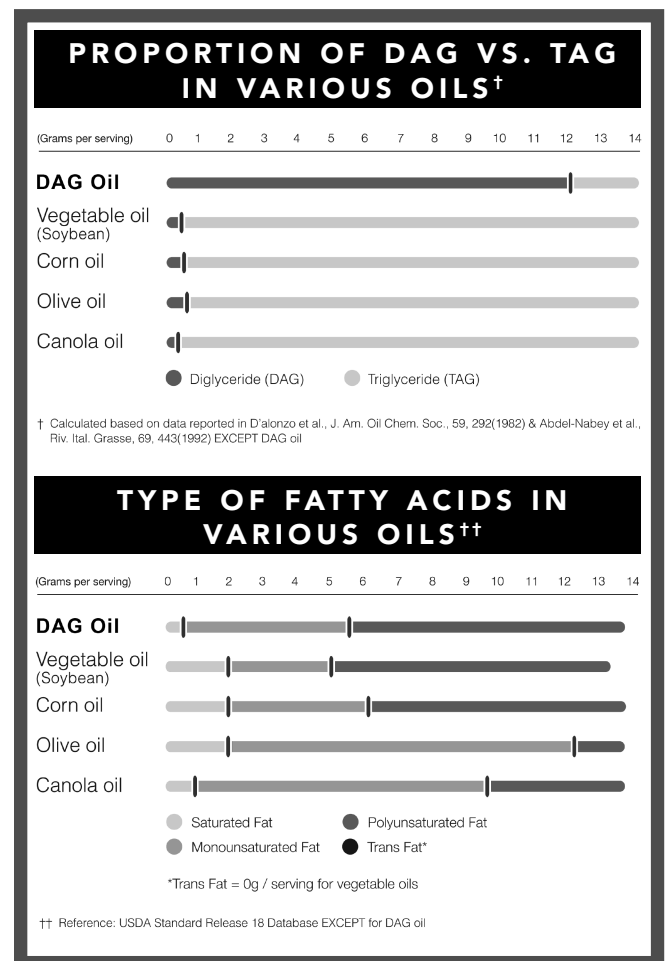 PROPORTION OF DAG VS. TAG
IN VARIOUS OILS†
(Grams per serving) 0 1 2 3 4 5 6 7 8 9 10 11 12 13 14
DAG Oil
Vegetable oil
(Soybean)
Corn oil
Olive oil
Canola oil
Diglyceride (DAG) Triglyceride (TAG)
† Calculated based on data reported in D'alonzo et al., J. Am. Oil Chem. Soc., 59, 292(1982) & Abdel-Nabey et al.,
Riv. Ital. Grasse, 69, 443(1992) EXCEPT DAG oil
TYPE OF FATTY ACIDS IN
VARIOUS OILS††
(Grams per serving) 0 1 2 3 4 5 6 7 8 9 10 11 12 13 14
DAG Oil
Vegetable oil
(Soybean)
Corn oil
Olive oil
Canola oil
Saturated Fat Polyunsaturated Fat
Monounsaturated Fat Trans Fat*
*Trans Fat = 0g / serving for vegetable oils
†† Reference: USDA Standard Release 18 Database EXCEPT for DAG oil